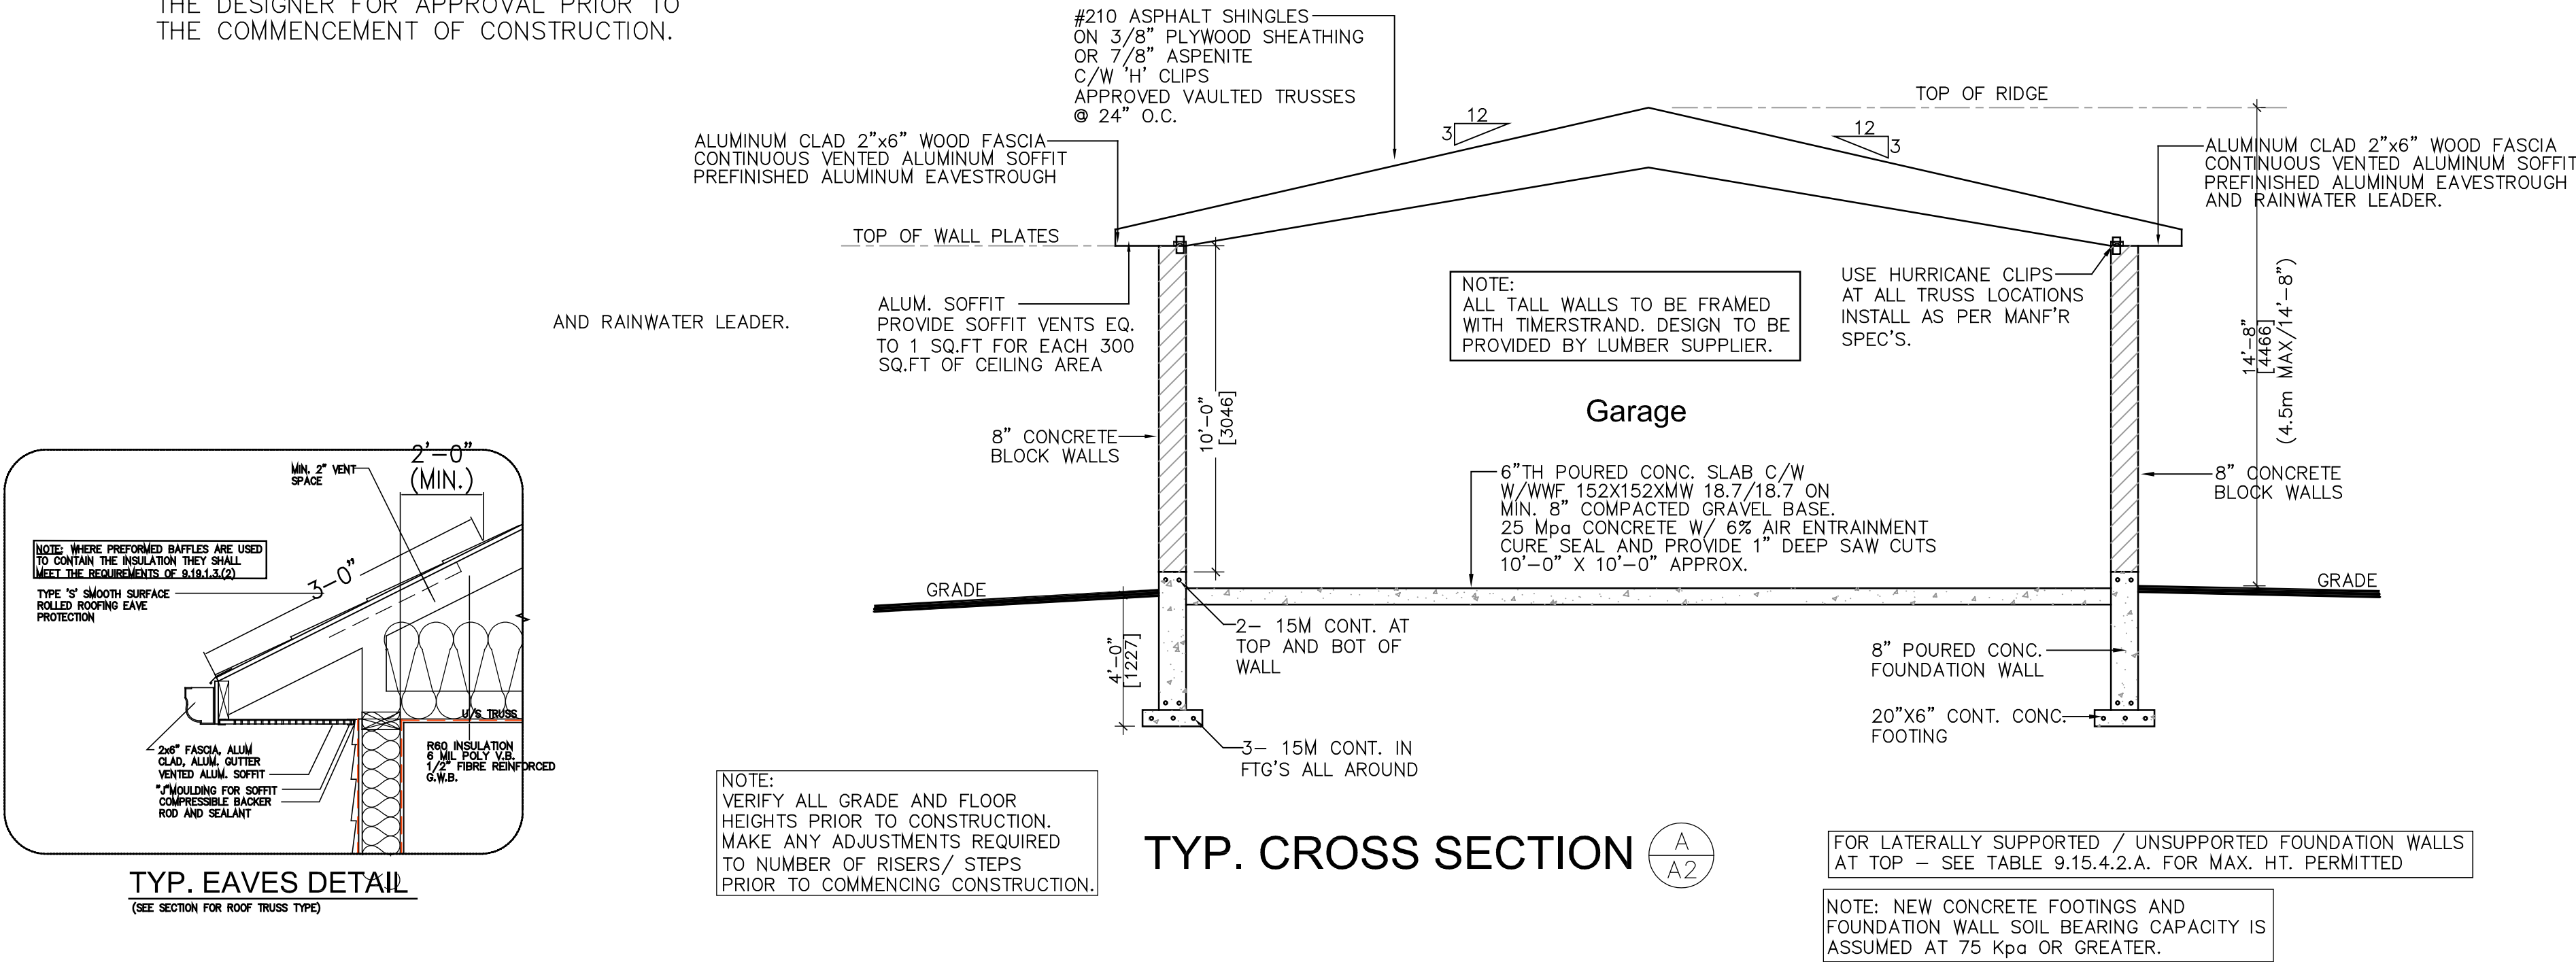 THE DESIGNER FOR APPROVAL PRIOR TO
THE COMMENCEMENT OF CONSTRUCTION.
#210 ASPHALT SHINGLES
ON 3/8" PLYWOOD SHEATHING
OR 7/8" ASPENITE
C/W 'H' CLIPS
APPROVED VAULTED TRUSSES
@ 24" O.C.
ALUMINUM CLAD 2"x6" WOOD FASCIA
CONTINUOUS VENTED ALUMINUM SOFFIT
PREFINISHED ALUMINUM EAVESTROUGH
12
3
TOP OF RIDGE
12
3
ALUMINUM CLAD 2"x6" WOOD FASCIA
CONTINUOUS VENTED ALUMINUM SOFFIT
PREFINISHED ALUMINUM EAVESTROUGH
AND RAINWATER LEADER.
TOP OF WALL PLATES
AND RAINWATER LEADER.
ALUM. SOFFIT
PROVIDE SOFFIT VENTS EQ.
TO 1 SQ.FT FOR EACH 300
SQ.FT OF CEILING AREA
NOTE:
ALL TALL WALLS TO BE FRAMED
WITH TIMERSTRAND. DESIGN TO BE
PROVIDED BY LUMBER SUPPLIER.
USE HURRICANE CLIPS
AT ALL TRUSS LOCATIONS
INSTALL AS PER MANF'R
SPEC'S.
14'-8"
[4466]
(4.5m MAX/14'-8")
10'-0"
[3046]
Garage
8" CONCRETE
BLOCK WALLS
6"TH POURED CONC. SLAB C/W
W/WWF 152X152XMW 18.7/18.7 ON
MIN. 8" COMPACTED GRAVEL BASE.
25 Mpa CONCRETE W/ 6% AIR ENTRAINMENT
CURE SEAL AND PROVIDE 1" DEEP SAW CUTS
10'-0" X 10'-0" APPROX.
8" CONCRETE
BLOCK WALLS
GRADE
GRADE
4'-0"
[1227]
2- 15M CONT. AT
TOP AND BOT OF
WALL
8" POURED CONC.
FOUNDATION WALL
20"X6" CONT. CONC.
FOOTING
3- 15M CONT. IN
FTG'S ALL AROUND
2'-0"
(MIN.)
MIN. 2" VENT
SPACE
NOTE: WHERE PREFORMED BAFFLES ARE USED
TO CONTAIN THE INSULATION THEY SHALL
MEET THE REQUIREMENTS OF 9.19.1.3.(2)
3-0"
TYPE 'S' SMOOTH SURFACE
ROLLED ROOFING EAVE
PROTECTION
U/S TRUSS
2x6" FASCIA, ALUM
CLAD, ALUM. GUTTER
VENTED ALUM. SOFFIT
"J"MOULDING FOR SOFFIT
COMPRESSIBLE BACKER
ROD AND SEALANT
R60 INSULATION
6 MIL POLY V.B.
1/2" FIBRE REINFORCED
G.W.B.
TYP. EAVES DETAIL
(SEE SECTION FOR ROOF TRUSS TYPE)
NOTE:
VERIFY ALL GRADE AND FLOOR
HEIGHTS PRIOR TO CONSTRUCTION.
MAKE ANY ADJUSTMENTS REQUIRED
TO NUMBER OF RISERS/ STEPS
PRIOR TO COMMENCING CONSTRUCTION.
TYP. CROSS SECTION
A
A2
FOR LATERALLY SUPPORTED / UNSUPPORTED FOUNDATION WALLS
AT TOP - SEE TABLE 9.15.4.2.A. FOR MAX. HT. PERMITTED
NOTE: NEW CONCRETE FOOTINGS AND
FOUNDATION WALL SOIL BEARING CAPACITY IS
ASSUMED AT 75 Kpa OR GREATER.